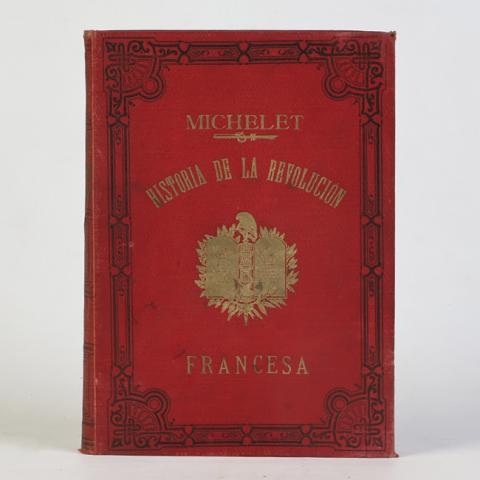 MICHELET
HISTORIA DE LA REVOLUCION
FRANCESA